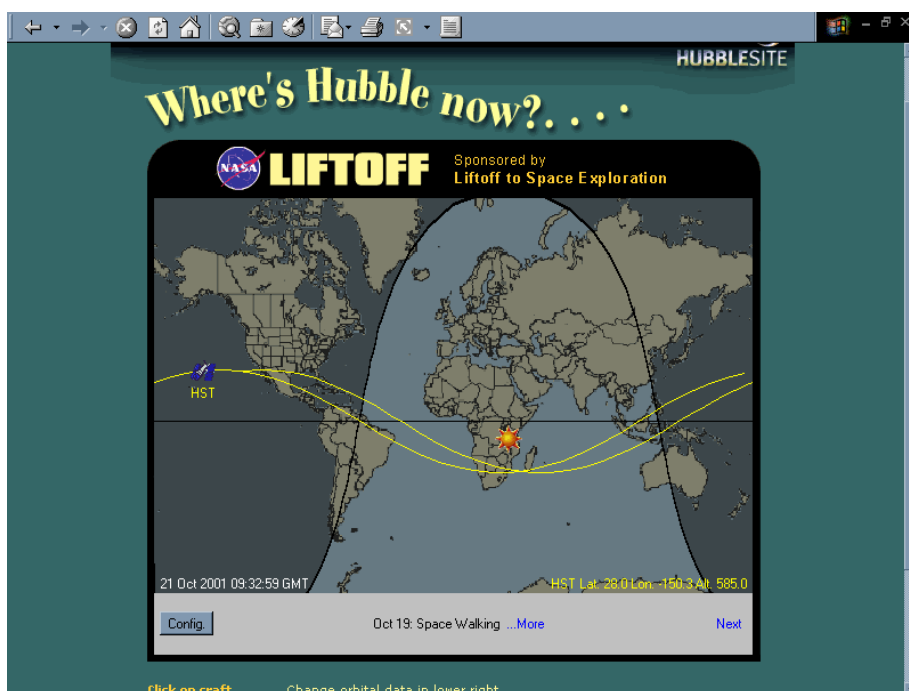 HUBBLESITE
Where's Hubble now?. . . .
NASA
LIFTOFF
Sponsored by
Liftoff to Space Exploration
HST
21 Oct 2001 09:32:59 GMT
HST Lat. 28.0 Lon. -150.3 Alt. 585.0
Config.
Oct 19: Space Walking ...More
Next
Click on craft
Change orbital data in lower right